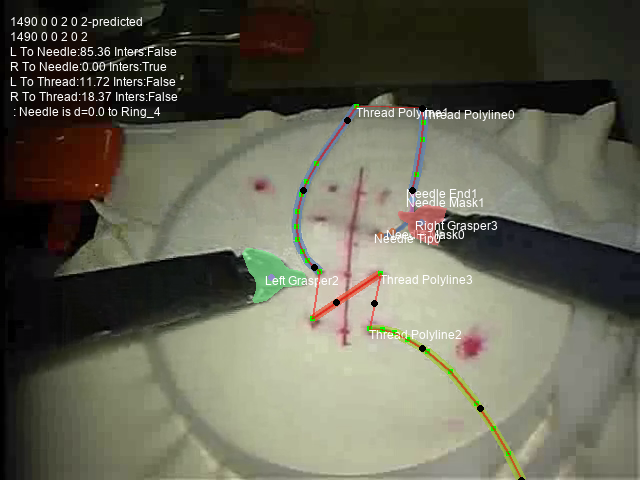 1490 0 0 2 0 2-predicted
1490 0 0 2 0 2
L To Needle:85.36 Inters:False
R To Needle:0.00 Inters:True
L To Thread:11.72 Inters:False
R To Thread:18.37 Inters:False
: Needle is d=0.0 to Ring_4
Thread Polyline1
Thread Polyline0
Needle End1
Needle Mask1
Right Grasper3
Needle Mask0
Needle Tip0
Left Grasper2
Thread Polyline3
Thread Polyline2